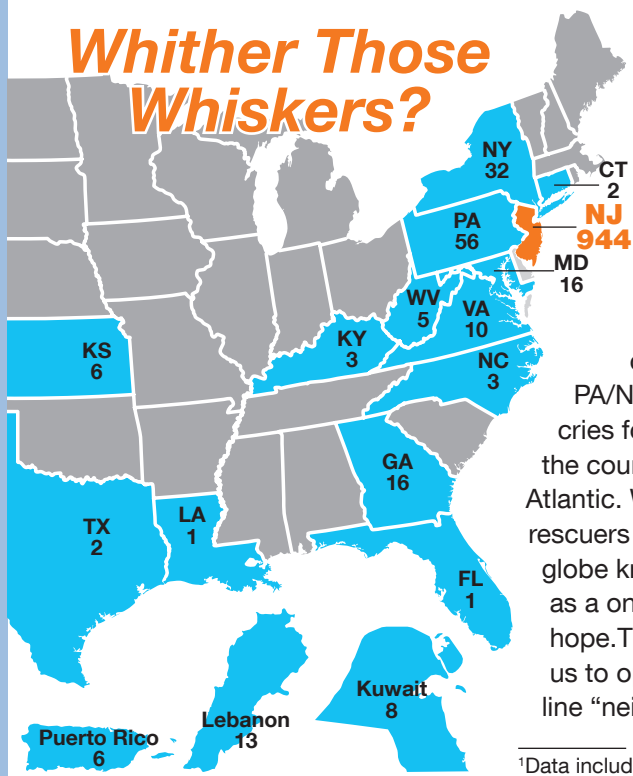 Whither Those
Whiskers?
NY
32
CT
2
NJ
944
PA
56
MD
16
WV
5
VA
10
KY
3
KS
6
NC
3
GA
16
TX
2
LA
1
FL
1
Puerto Rico
6
Lebanon
13
Kuwait
8
PA/N
cries fo
the cour
Atlantic. W
rescuers
globe kn
as a on
hope.T
us to o
line “nei
¹Data includ